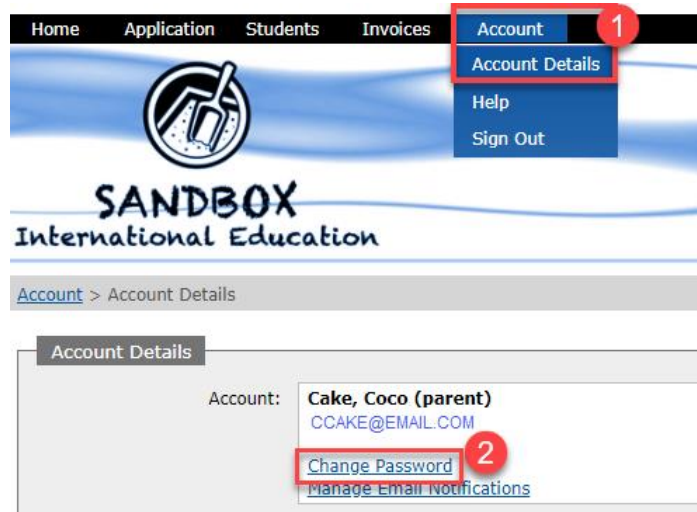 Home Application Students Invoices Account 1
Account Details
Help
Sign Out
SANDBOX
International Education
Account > Account Details
Account Details
Account: Cake, Coco (parent)
CCAKE@EMAIL.COM
Change Password 2
Manage Email Notifications